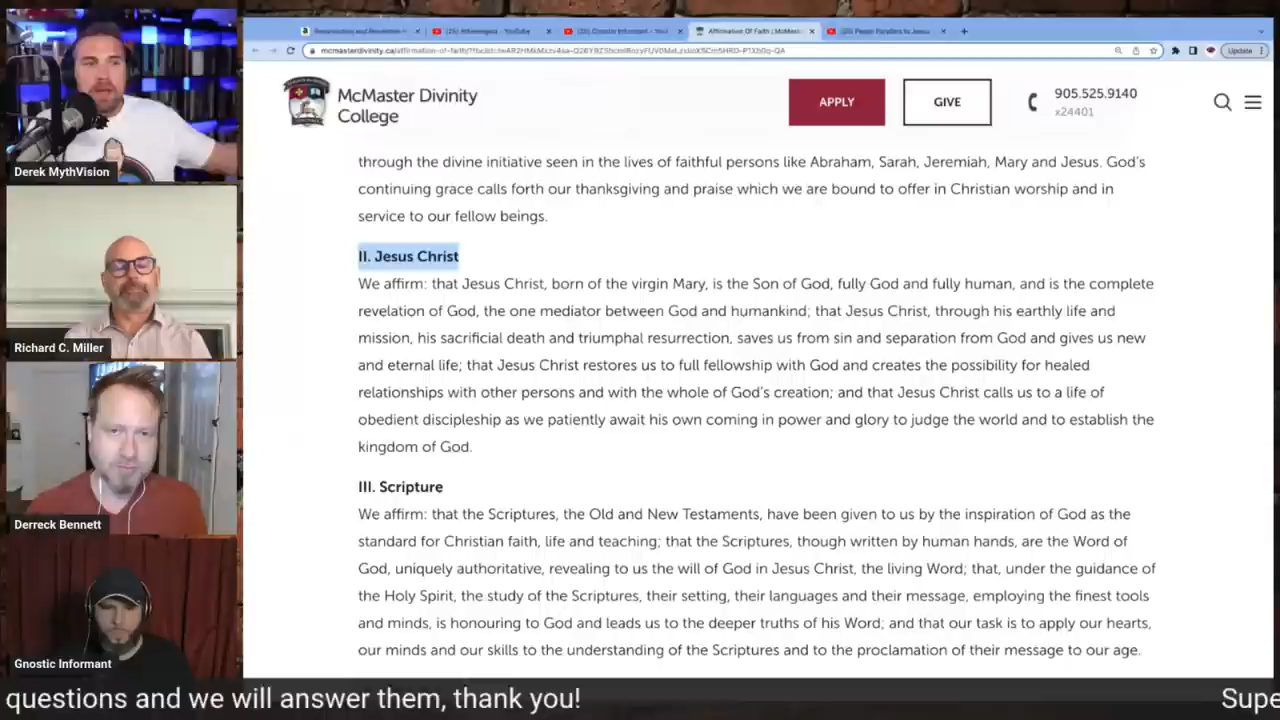 Derek MythVision
Richard C. Miller
Derreck Bennett
Gnostic Informant
Affirmation Of Faith | McMas
Update
McMaster Divinity
College
APPLY
GIVE
905.525.9140
x24401
through the divine initiative seen in the lives of faithful persons like Abraham, Sarah, Jeremiah, Mary and Jesus. God's
continuing grace calls forth our thanksgiving and praise which we are bound to offer in Christian worship and in
service to our fellow beings.
II. Jesus Christ
We affirm: that Jesus Christ, born of the virgin Mary, is the Son of God, fully God and fully human, and is the complete
revelation of God, the one mediator between God and humankind; that Jesus Christ, through his earthly life and
mission, his sacrificial death and triumphal resurrection, saves us from sin and separation from God and gives us new
and eternal life; that Jesus Christ restores us to full fellowship with God and creates the possibility for healed
relationships with other persons and with the whole of God's creation; and that Jesus Christ calls us to a life of
obedient discipleship as we patiently await his own coming in power and glory to judge the world and to establish the
kingdom of God.
III. Scripture
We affirm: that the Scriptures, the Old and New Testaments, have been given to us by the inspiration of God as the
standard for Christian faith, life and teaching; that the Scriptures, though written by human hands, are the Word of
God, uniquely authoritative, revealing to us the will of God in Jesus Christ, the living Word; that, under the guidance
of the Holy Spirit, the study of the Scriptures, their setting, their languages and their message, employing the finest tools
and minds, is honouring to God and leads us to the deeper truths of his Word; and that our task is to apply our hearts,
our minds and our skills to the understanding of the Scriptures and to the proclamation of their message to our age.
questions and we will answer them, thank you!
Supe